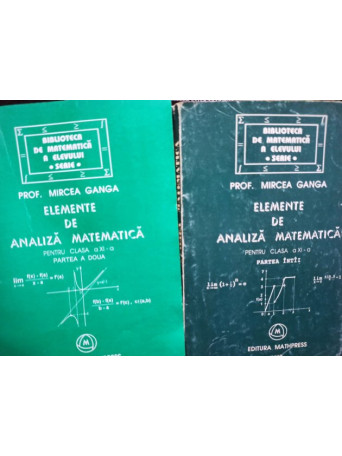 BIBLIOTECA
DE MATEMATICĂ
A ELEVULUI
• SERIE •
PROF. MIRCEA GANGA
ELEMENTE
DE
ANALIZĂ MATEMATICĂ
PENTRU CLASA a XI-a
PARTEA A DOUA
BIBLIOTECA
DE MATEMATICĂ
A ELEVULUI
• SERIE •
PROF. MIRCEA GANGA
ELEMENTE
DE
ANALIZĂ MATEMATICĂ
PENTRU CLASA a XI-a
PARTEA ÎNTÎI
EDITURA MATHPRESS